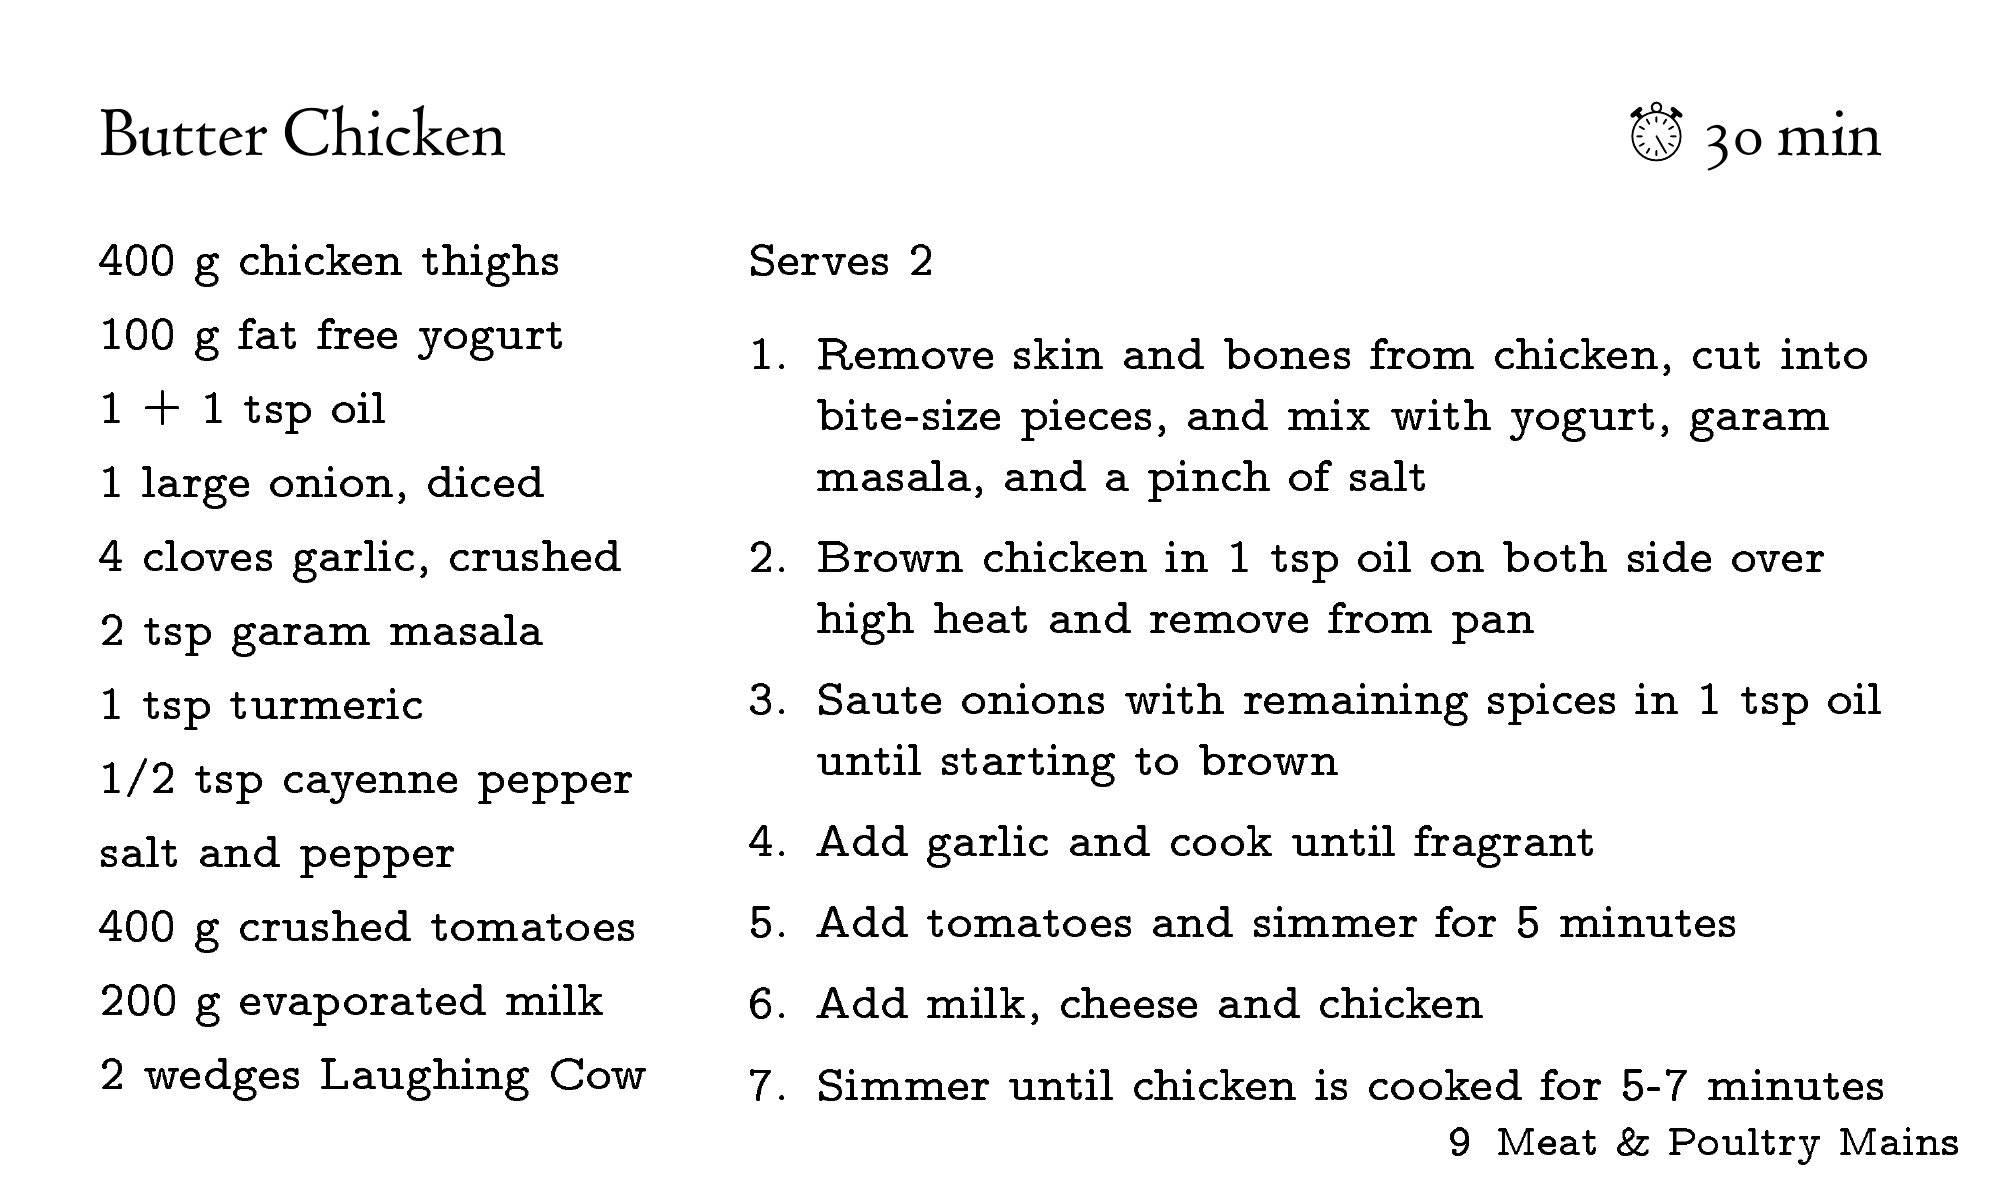 Butter Chicken
30 min
400 g chicken thighs
100 g fat free yogurt
1 + 1 tsp oil
1 large onion, diced
4 cloves garlic, crushed
2 tsp garam masala
1 tsp turmeric
1/2 tsp cayenne pepper
salt and pepper
400 g crushed tomatoes
200 g evaporated milk
2 wedges Laughing Cow
Serves 2
1. Remove skin and bones from chicken, cut into
bite-size pieces, and mix with yogurt, garam
masala, and a pinch of salt
2. Brown chicken in 1 tsp oil on both side over
high heat and remove from pan
3. Saute onions with remaining spices in 1 tsp oil
until starting to brown
4. Add garlic and cook until fragrant
5. Add tomatoes and simmer for 5 minutes
6. Add milk, cheese and chicken
7. Simmer until chicken is cooked for 5-7 minutes
9 Meat & Poultry Mains